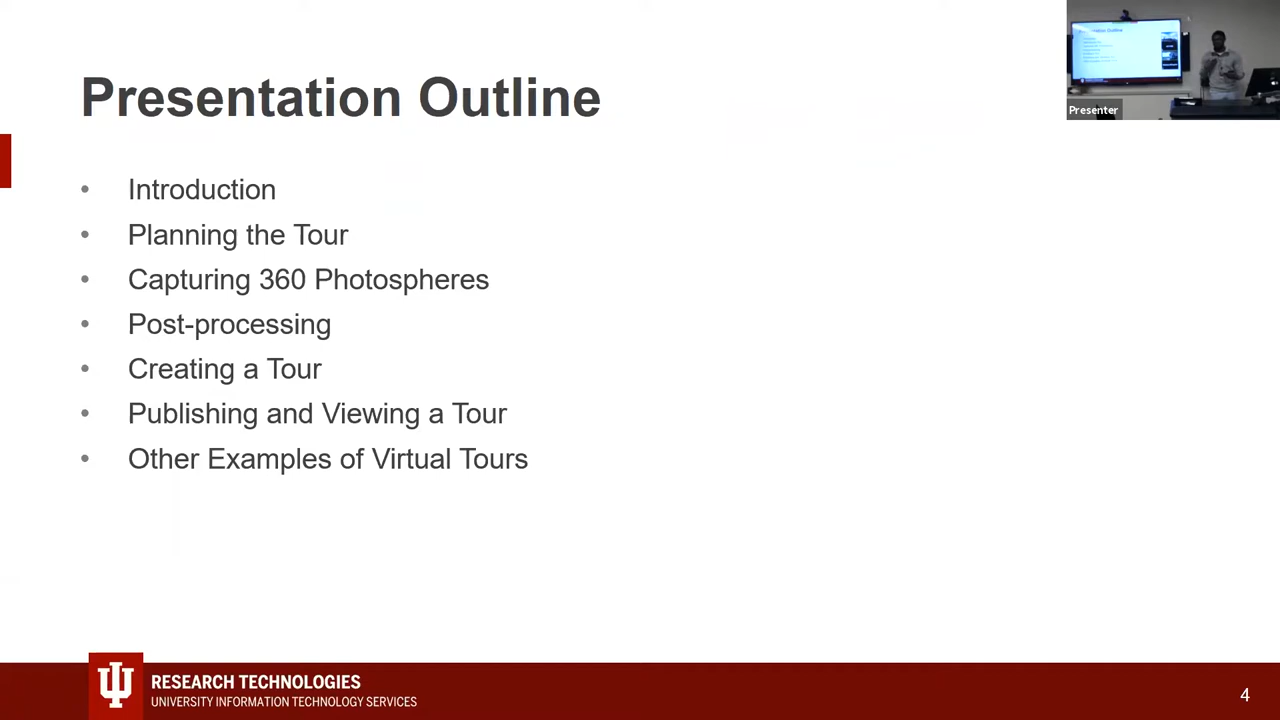 Presentation Outline
Presenter
• Introduction
• Planning the Tour
• Capturing 360 Photospheres
• Post-processing
• Creating a Tour
• Publishing and Viewing a Tour
• Other Examples of Virtual Tours
RESEARCH TECHNOLOGIES
UNIVERSITY INFORMATION TECHNOLOGY SERVICES
4